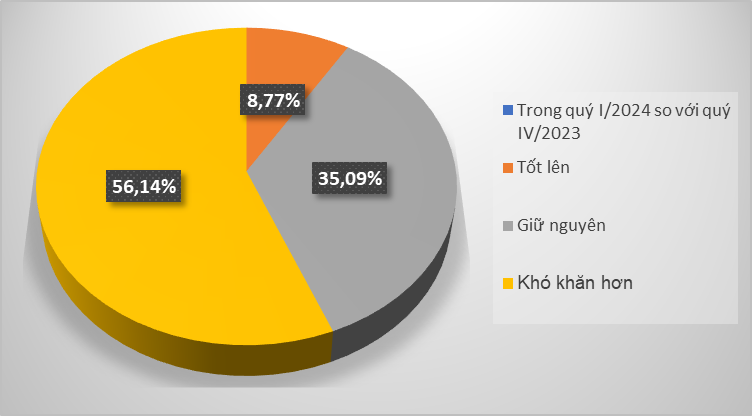 8,77%
35,09%
56,14%
Trong quý I/2024 so với quý
IV/2023
Tốt lên
Giữ nguyên
Khó khăn hơn